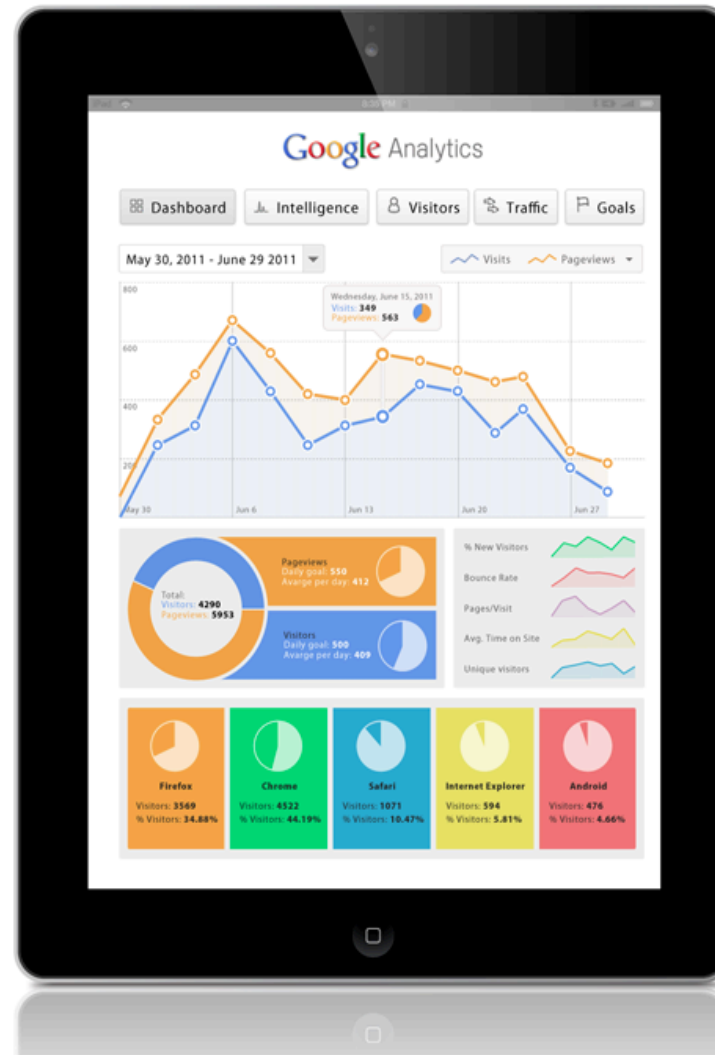 iPad
8:35 PM
Google Analytics
Dashboard
Intelligence
Visitors
Traffic
Goals
May 30, 2011 - June 29 2011
Visits
Pageviews
800
Wednesday, June 15, 2011
Visits: 349
Pageviews: 563
600
400
200
May 30
Jun 6
Jun 13
Jun 20
Jun 27
Total:
Visitors: 4290
Pageviews: 5953
Pageviews
Daily goal: 550
Avarge per day: 412
Visitors
Daily goal: 500
Avarge per day: 409
% New Visitors
Bounce Rate
Pages/Visit
Avg. Time on Site
Unique visitors
Firefox
Visitors: 3569
% Visitors: 34.88%
Chrome
Visitors: 4522
% Visitors: 44.19%
Safari
Visitors: 1071
% Visitors: 10.47%
Internet Explorer
Visitors: 594
% Visitors: 5.81%
Android
Visitors: 476
% Visitors: 4.66%